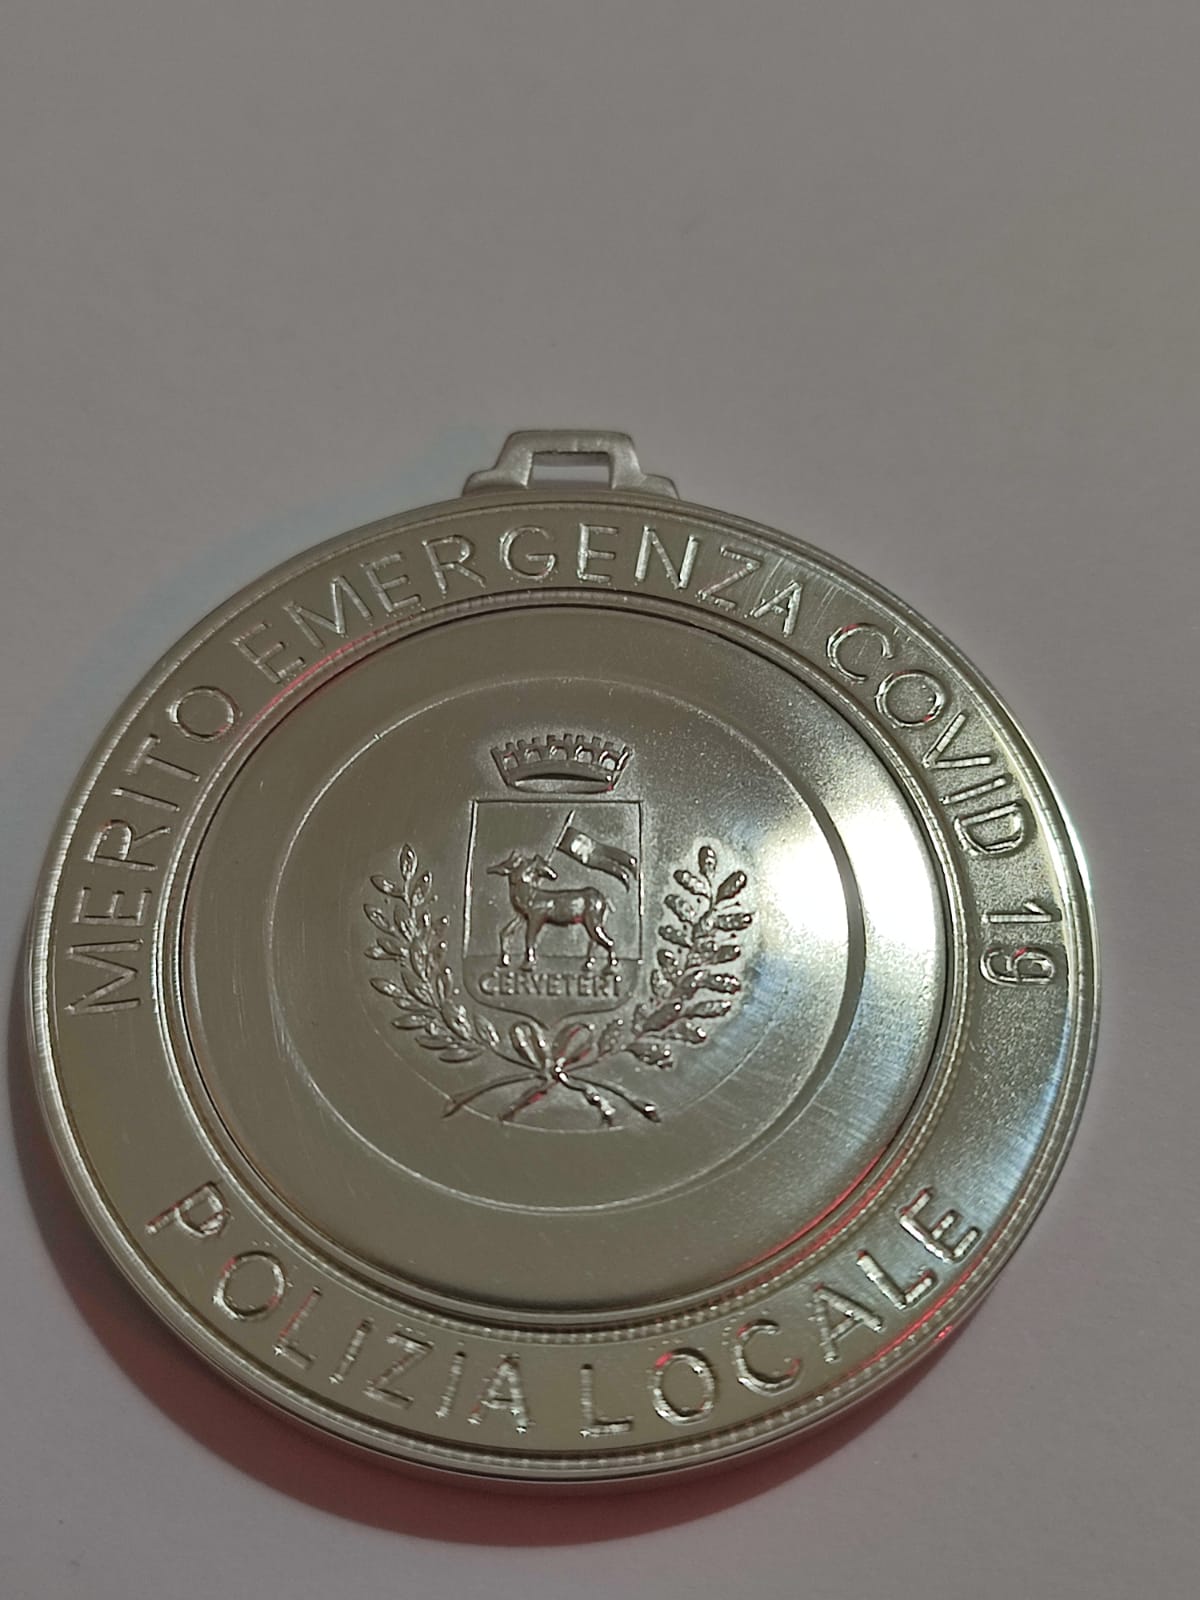 MERITO EMERGENZA COVID 19
CERVETERI
POLIZIA LOCALE